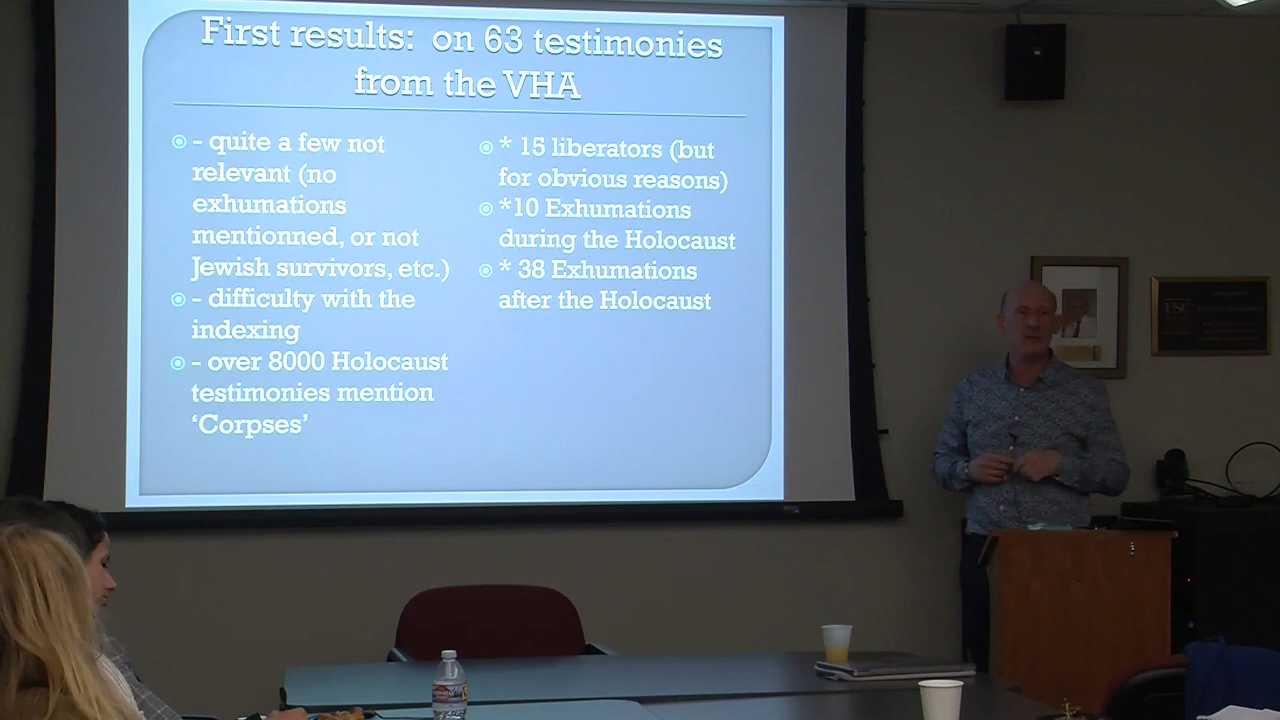 First results: on 63 testimonies
from the VHA
- quite a few not
relevant (no
exhumations
mentionned, or not
Jewish survivors, etc.)
- difficulty with the
indexing
- over 8000 Holocaust
testimonies mention
‘Corpses’
* 15 liberators (but
for obvious reasons)
*10 Exhumations
during the Holocaust
* 38 Exhumations
after the Holocaust
USC